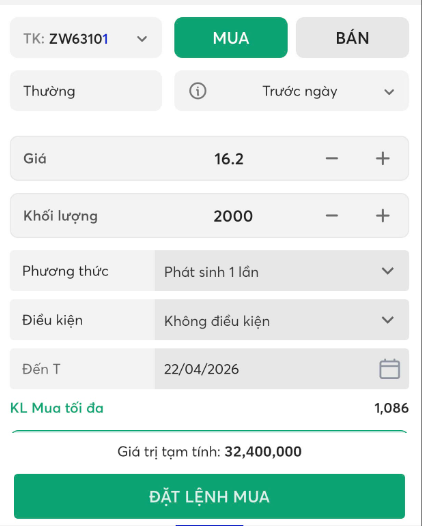 TK: ZW63101
MUA
BÁN
Thường
Trước ngày
Giá
16.2
Khối lượng
2000
Phương thức
Phát sinh 1 lần
Điều kiện
Không điều kiện
Đến T
22/04/2026
KL Mua tối đa
1,086
Giá trị tạm tính: 32,400,000
ĐẶT LỆNH MUA